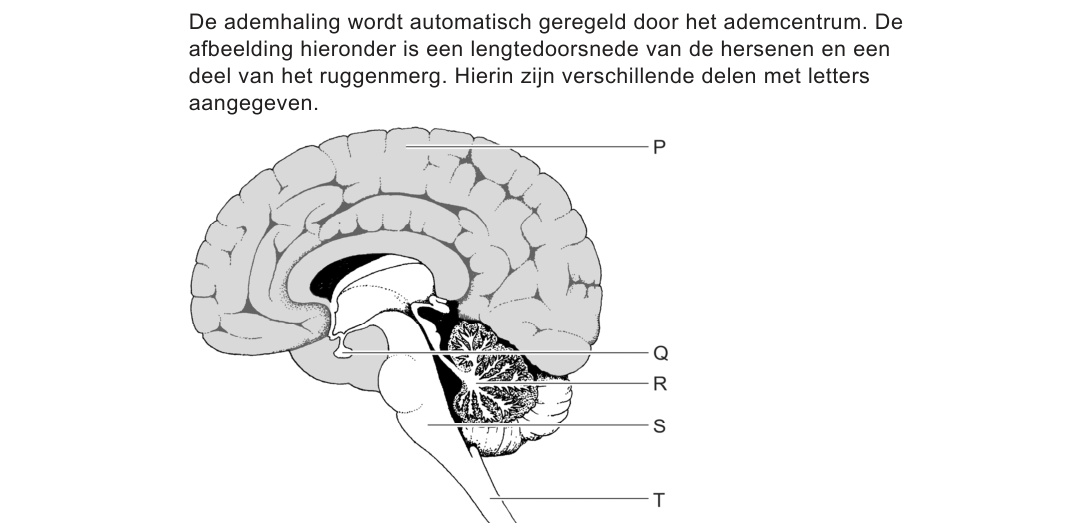 De ademhaling wordt automatisch geregeld door het ademcentrum. De
afbeelding hieronder is een lengtedoorsnede van de hersenen en een
deel van het ruggenmerg. Hierin zijn verschillende delen met letters
aangegeven.
P
Q
R
S
T